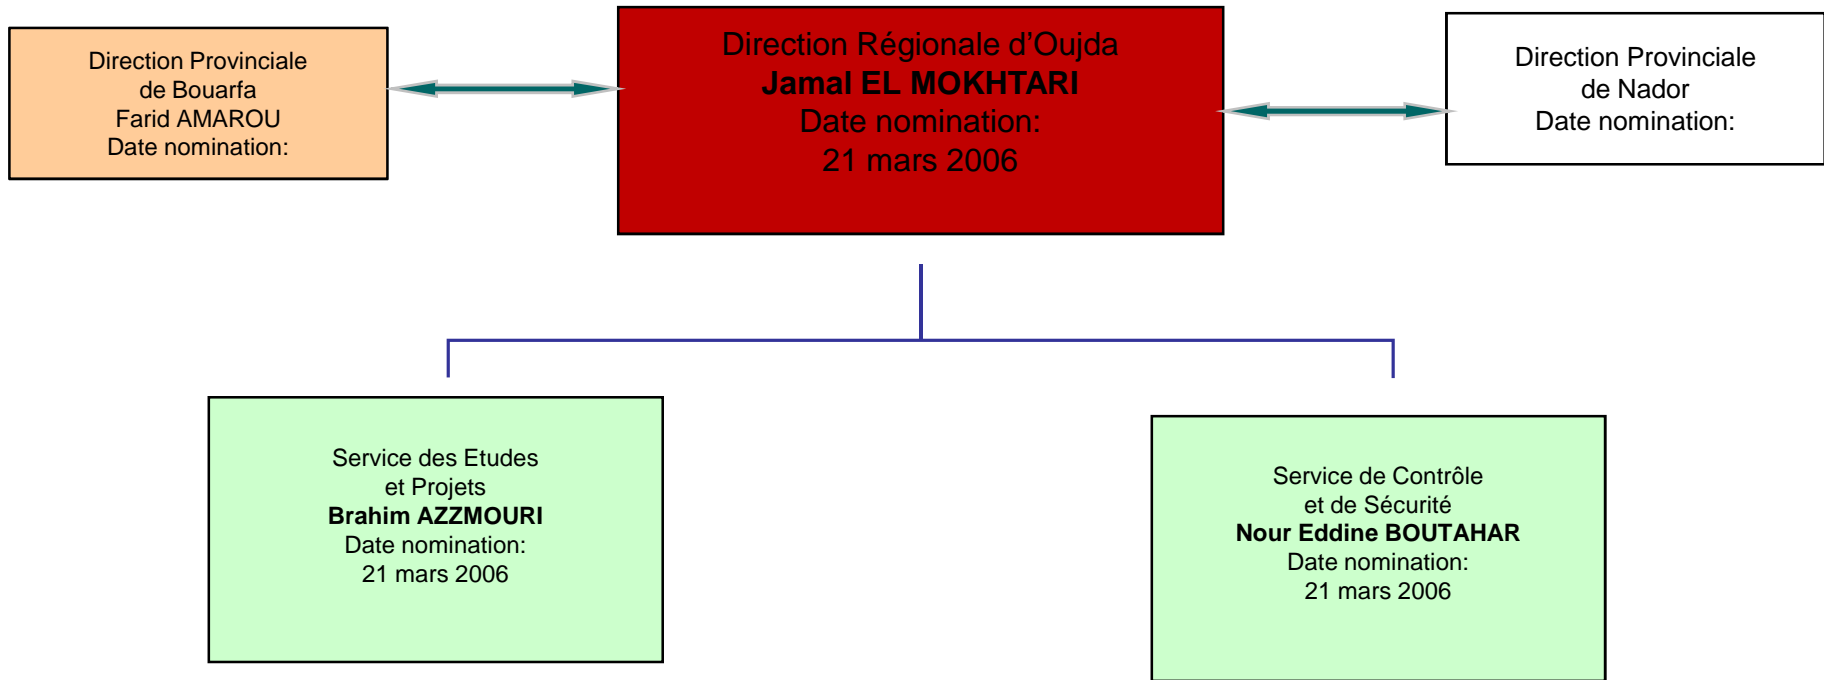 Direction Provinciale
de Bouarfa
Farid AMAROU
Date nomination:
Direction Régionale d’Oujda
Jamal EL MOKHTARI
Date nomination:
21 mars 2006
Direction Provinciale
de Nador
Date nomination:
Service des Etudes
et Projets
Brahim AZZMOURI
Date nomination:
21 mars 2006
Service de Contrôle
et de Sécurité
Nour Eddine BOUTAHAR
Date nomination:
21 mars 2006